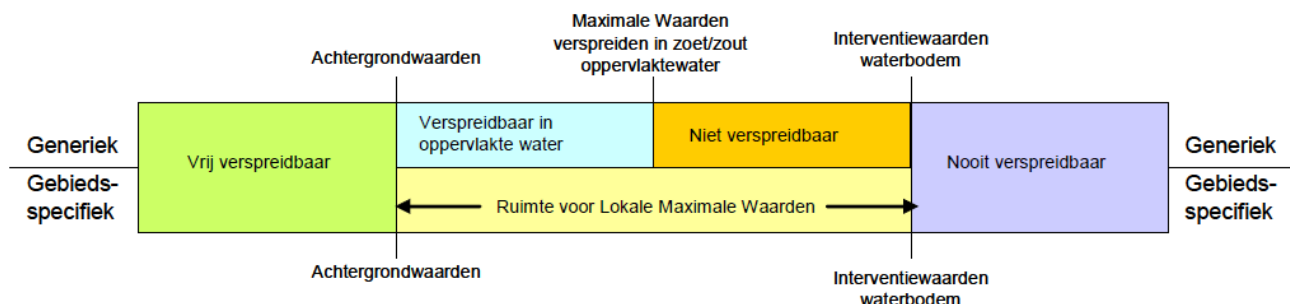 Maximale Waarden
verspreiden in zoet/zout
oppervlaktewater
Achtergrondwaarden
Interventiewaarden
waterbodem
Generiek
Vrij verspreidbaar
Verspreidbaar in
oppervlakte water
Niet verspreidbaar
Nooit verspreidbaar
Generiek
Gebieds-
specifiek
Ruimte voor Lokale Maximale Waarden
Gebieds-
specifiek
Achtergrondwaarden
Interventiewaarden
waterbodem